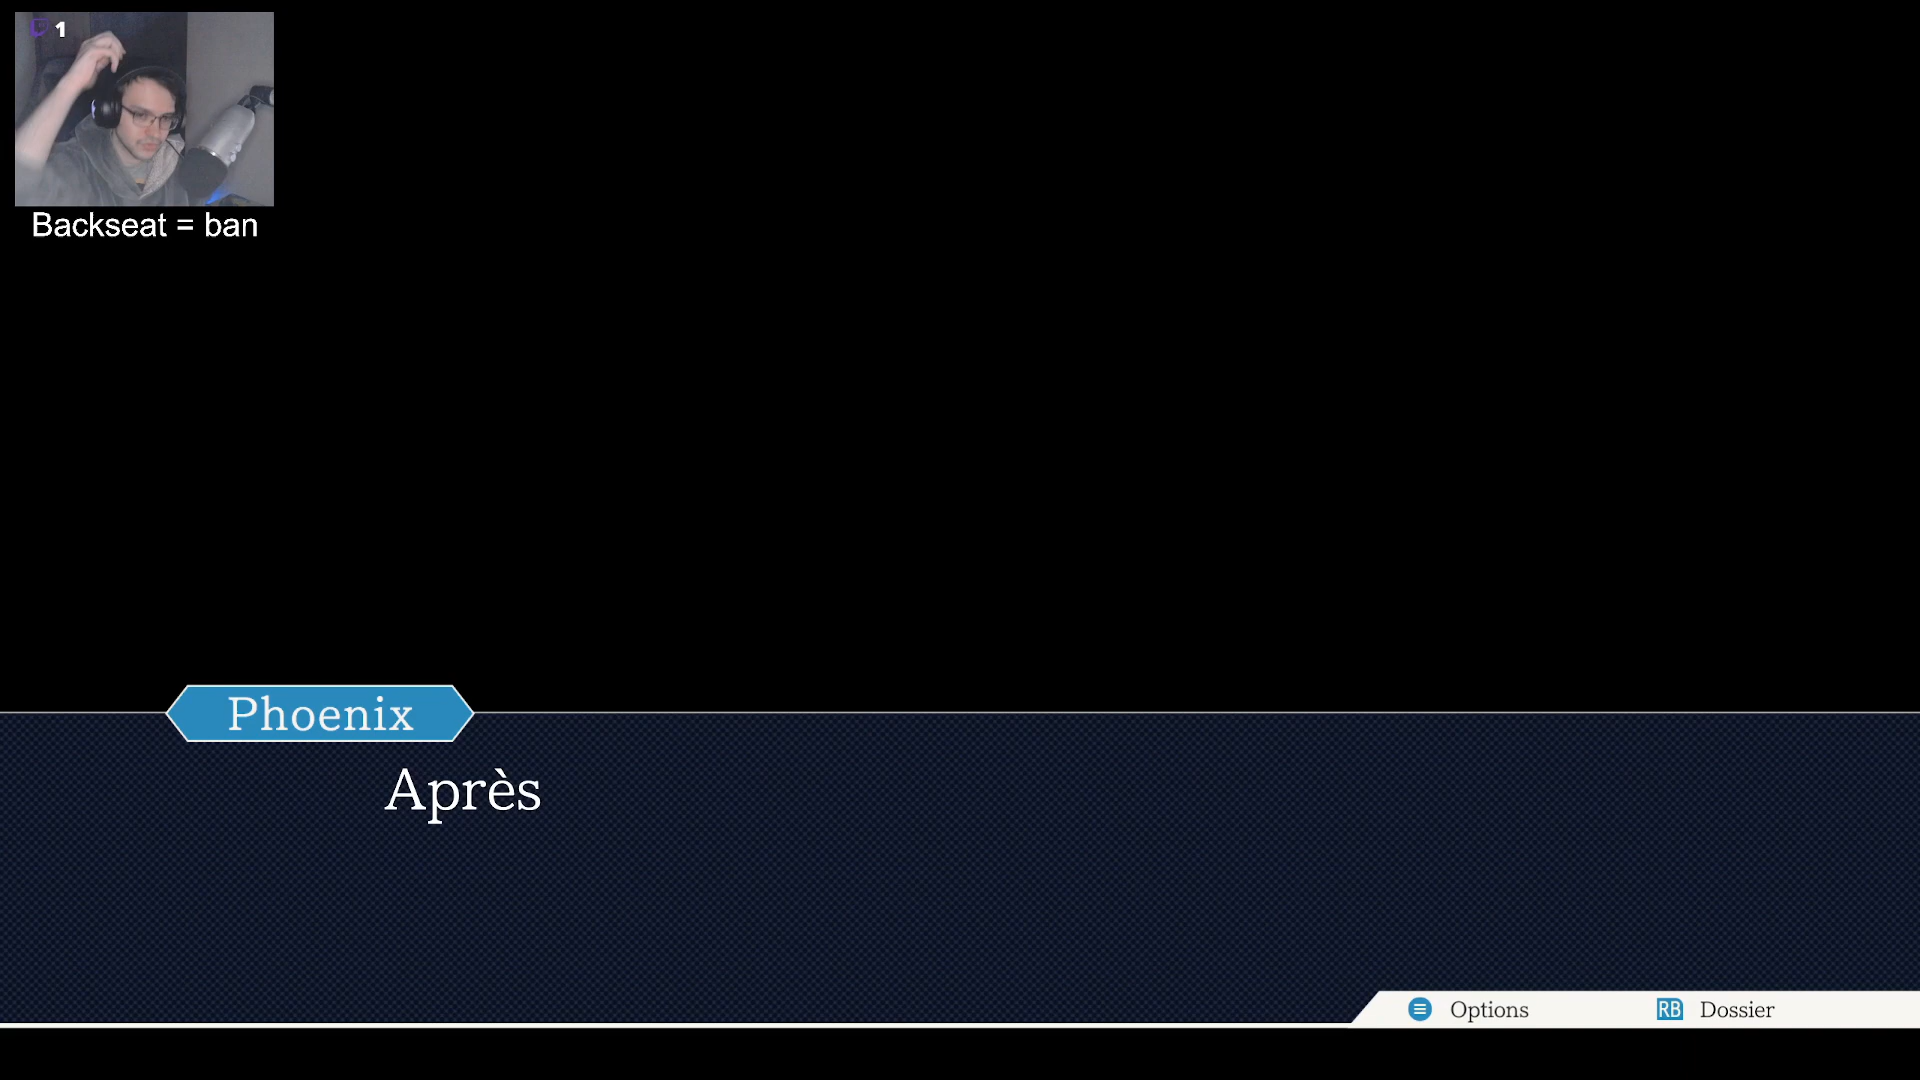 1
Backseat = ban
Phoenix
Après
Options
RB Dossier